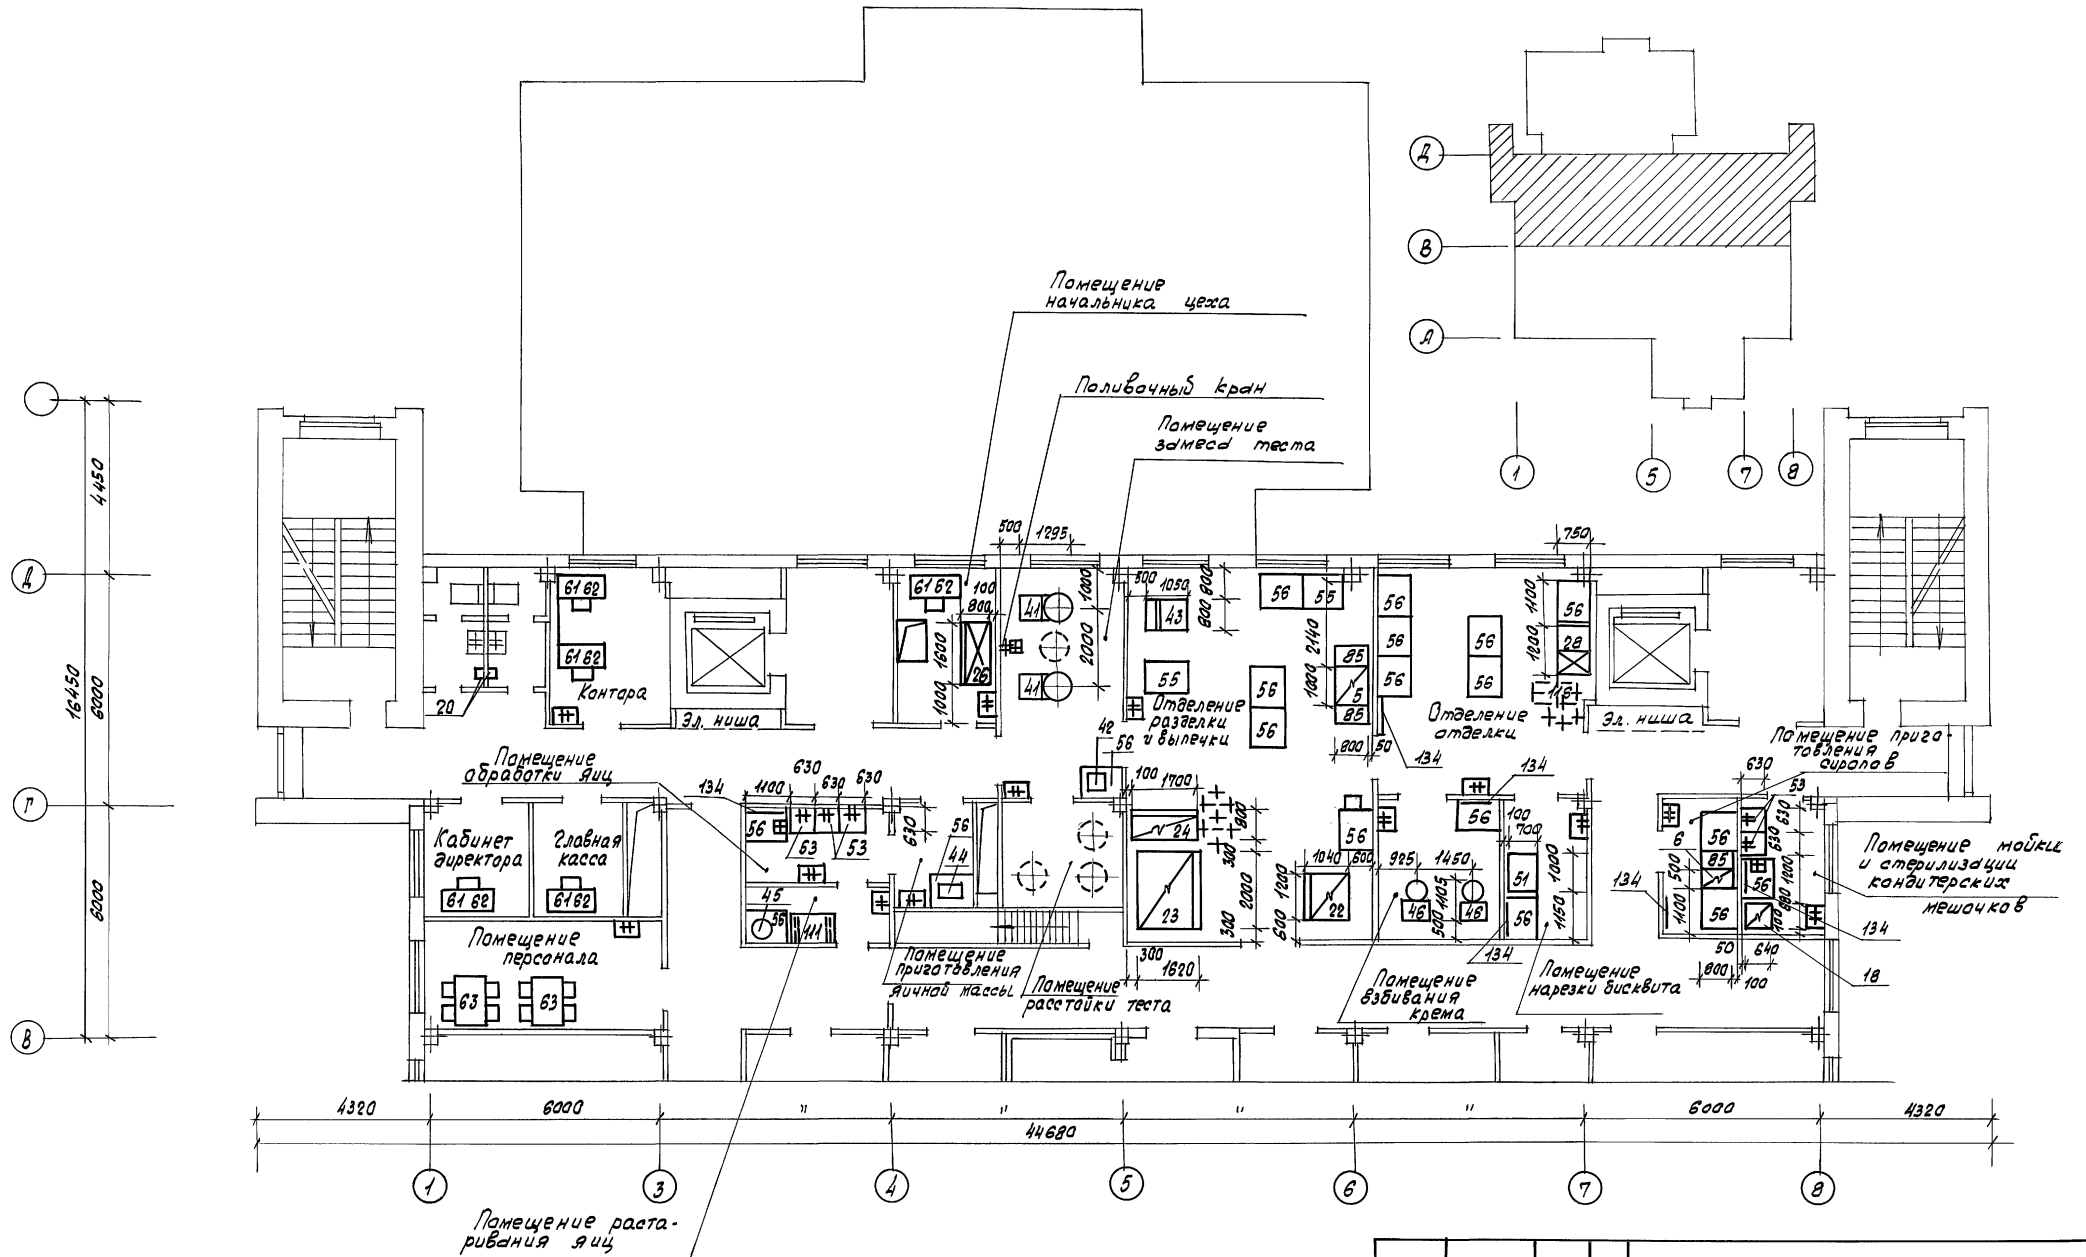 Д
В
А
1
5
7
8
Помещение
начальника цеха
Поливочный кран
Помещение
замеса теста
4450
6000
6000
16450
Д
Г
В
500 1295
750
61 62
61 62
61 62
Контора
20
Эл. ниша
100
800
1600
1000
26
41
41
1000
2000
500 1050
800
800
43
55
56 55
56
56
2140
1000
85
5
85
800 50
Отделение
разделки
и выпечки
42
56
56
56
56
56
56
134
Отделение
отделки
1100
1200
56
28
118
Эл. ниша
Помещение приго-
товления
сиропов
Помещение
обработки яиц
134
1100
630
630
630
56
53
53
630
Кабинет
директора
61 62
Главная
касса
61 62
Помещение
персонала
63
63
45
56
111
56
44
Помещение
приготовления
яичной массы
Помещение
расстойки теста
100 1700
24
800
300
2000
300
23
300
1620
1040 600
1200
600
22
56
925 1450
46
46
1105
500
56
134
100
700
51
56
1000
1150
134
Помещение
взбивания
крема
Помещение
нарезки бисквита
630
53
6
56
85
56
500
1100
134
50
800
56
630
630
1200
800
100
640
100
134
18
Помещение мойки
и стерилизации
кондитерских
мешочков
4320 6000 " " " " 6000 4320
44680
1
3
4
5
6
7
8
Помещение раста-
ривания яиц